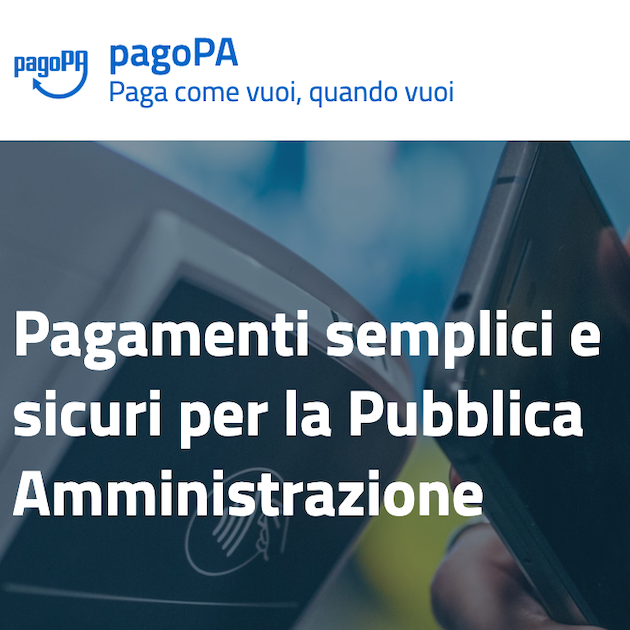 pagoPA
pagoPA
Paga come vuoi, quando vuoi
Pagamenti semplici e
sicuri per la Pubblica
Amministrazione